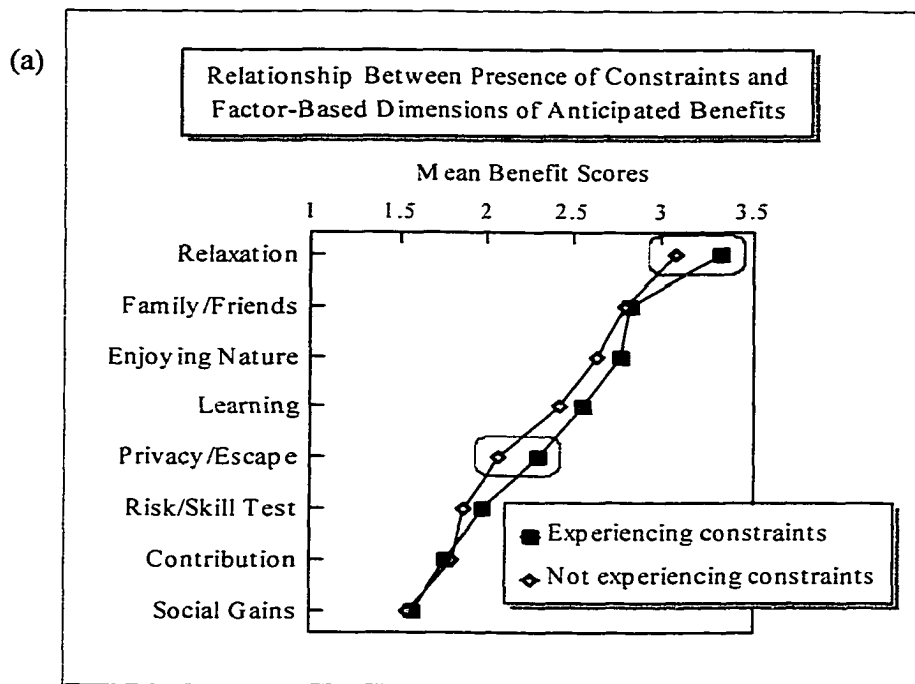 (a)
Relationship Between Presence of Constraints and
Factor-Based Dimensions of Anticipated Benefits
Mean Benefit Scores
1 1.5 2 2.5 3 3.5
Relaxation
Family/Friends
Enjoying Nature
Learning
Privacy/Escape
Risk/Skill Test
Contribution
Social Gains
Experiencing constraints
Not experiencing constraints